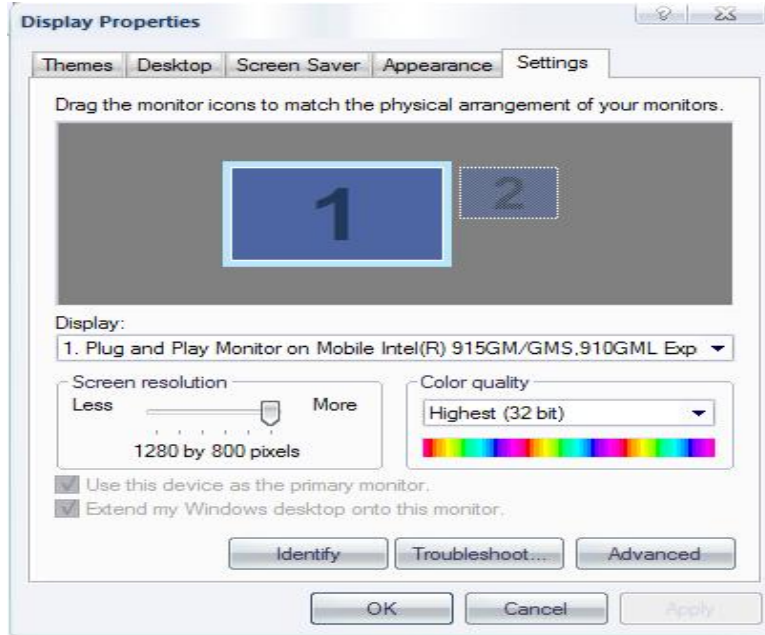 Display Properties
Themes Desktop Screen Saver Appearance Settings
Drag the monitor icons to match the physical arrangement of your monitors.
1 2
Display:
1. Plug and Play Monitor on Mobile Intel(R) 915GM/GMS,910GML Exp
Screen resolution
Less More
1280 by 800 pixels
Color quality
Highest (32 bit)
Use this device as the primary monitor.
Extend my Windows desktop onto this monitor.
Identify Troubleshoot... Advanced
OK Cancel Apply